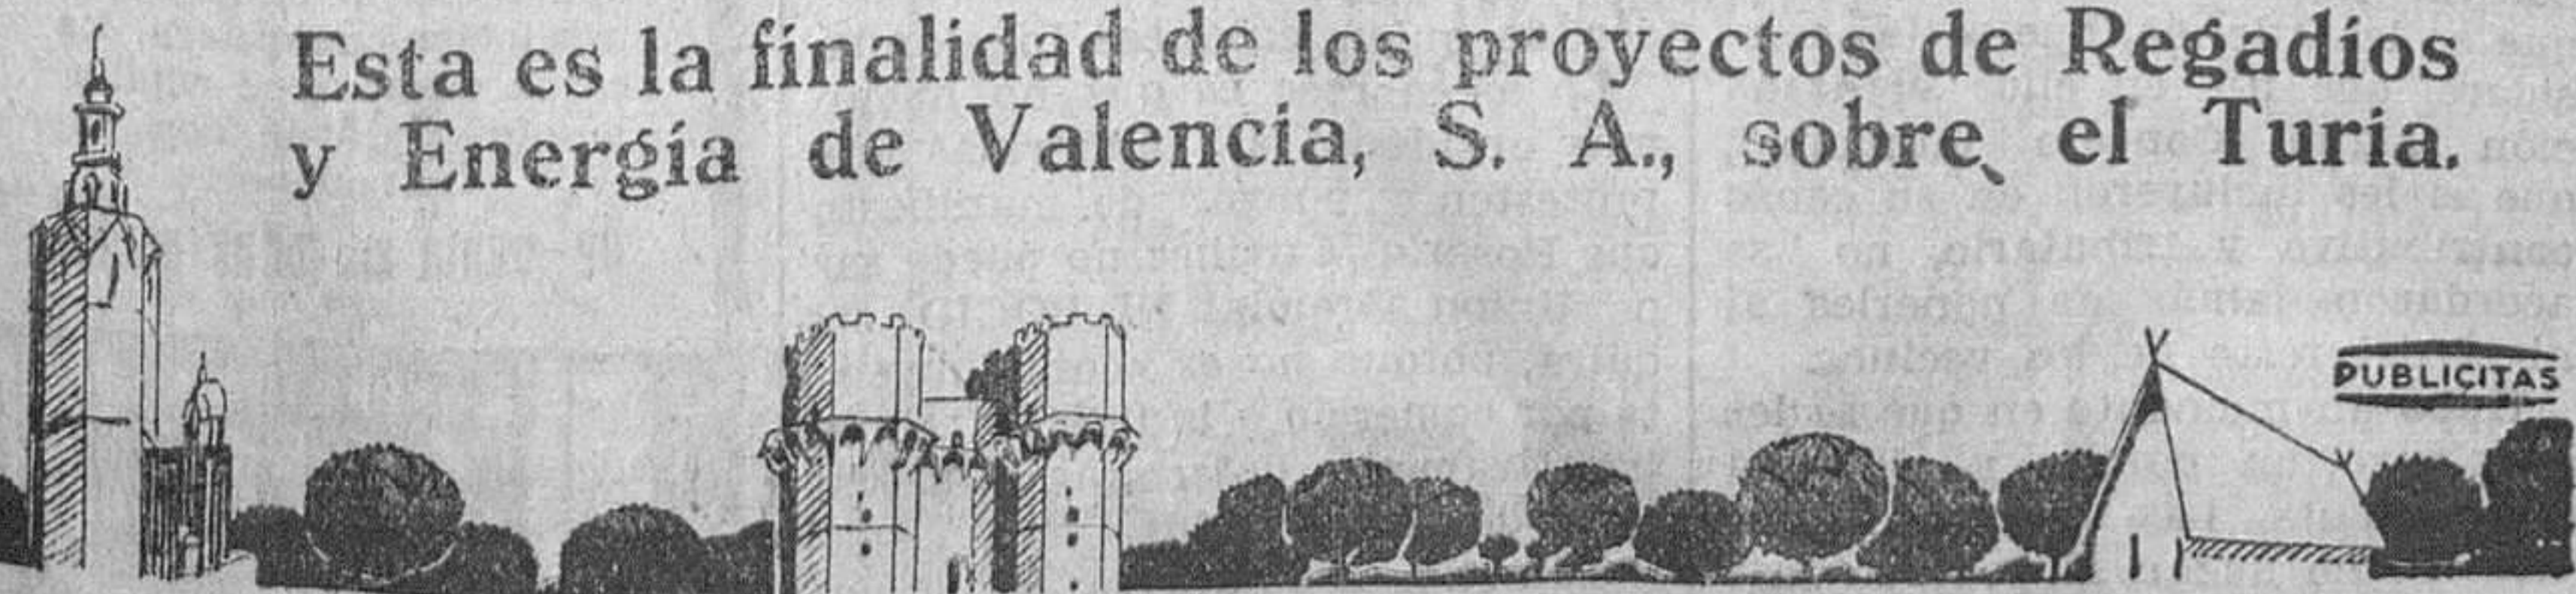 Esta es la finalidad de los proyectos de Regadíos
y Energía de Valencia, S. A., sobre el Turia.
PUBLICITAS